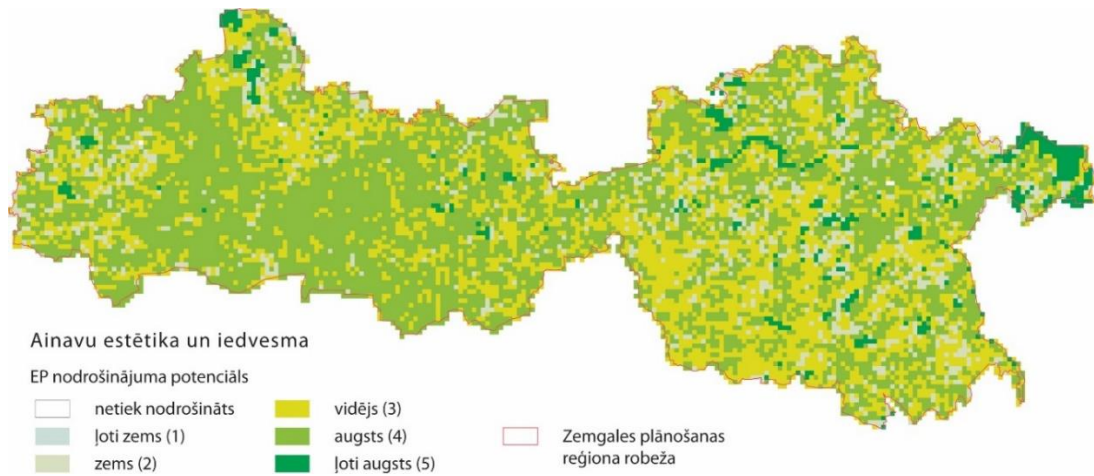 Ainavu estētika un iedvesma
EP nodrošinājuma potenciāls
netiek nodrošināts
ļoti zems (1)
zems (2)
vidējs (3)
augsts (4)
ļoti augsts (5)
Zemgales plānošanas
reģiona robeža